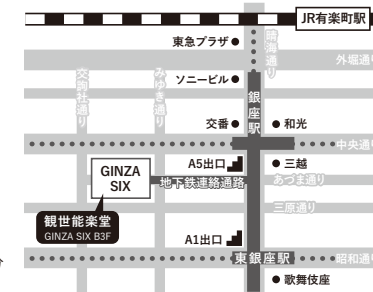 JR有楽町駅
東急プラザ
晴海通り
外堀通り
ソニービル
交詢社通り
みゆき通り
銀座駅
交番
和光
中央通り
GINZA
SIX
A5出口
三越
地下鉄連絡通路
あづま通り
観世能楽堂
GINZA SIX B3F
三原通り
A1出口
東銀座駅
昭和通り
歌舞伎座